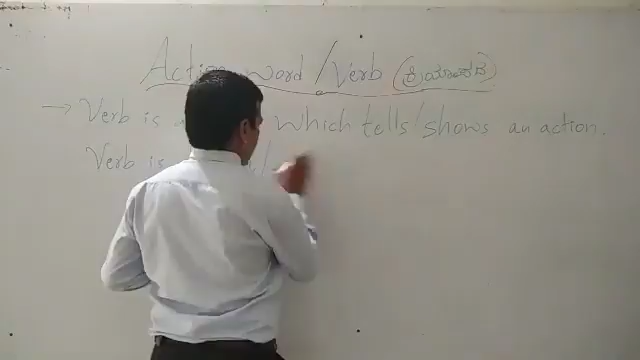 Action word / Verb (ಕ್ರಿಯಾಪದ)
→ Verb is a which tells/shows an action.
Verb is